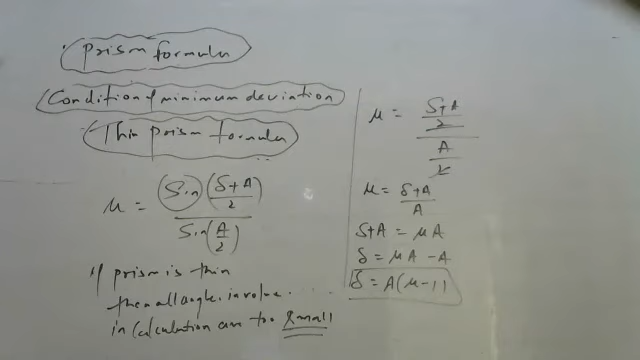 Prism formula
Condition of minimum deviation
Thin prism formula
μ = Sin((δ+A)/2) / Sin(A/2)
If prism is thin
then all angle involve
in calculation are too small
μ = ((δ+A)/2) / (A/2)
μ = (δ+A)/A
δ+A = μA
δ = μA - A
δ = A(μ-1)